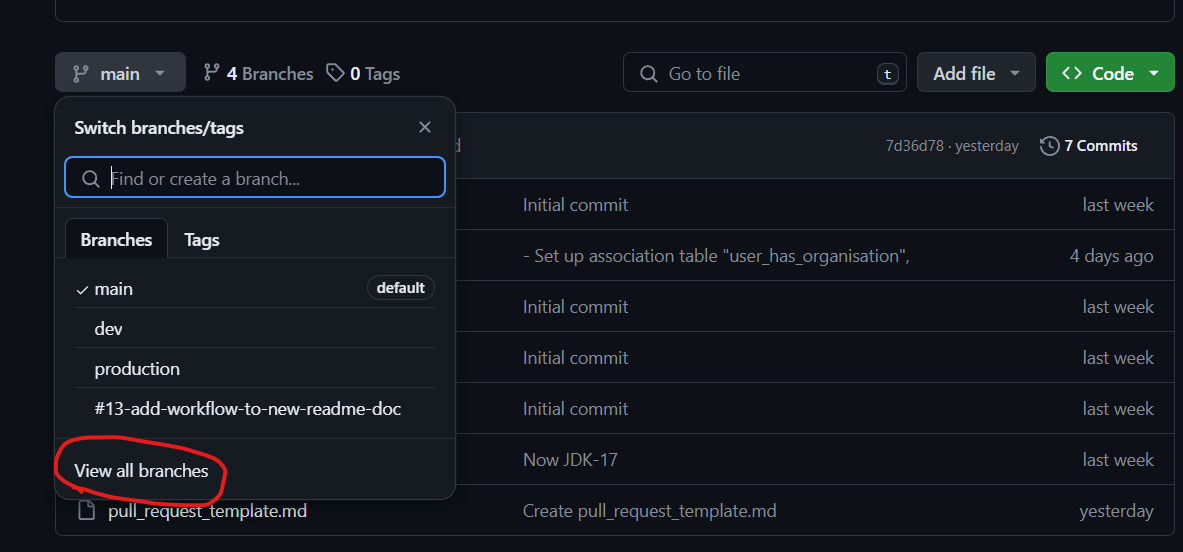 main
4 Branches
0 Tags
Go to file
t
Add file
Code
Switch branches/tags
Find or create a branch...
Branches
Tags
main
default
dev
production
#13-add-workflow-to-new-readme-doc
View all branches
7d36d78 · yesterday
7 Commits
Initial commit
last week
- Set up association table "user_has_organisation",
4 days ago
Initial commit
last week
Initial commit
last week
Initial commit
last week
Now JDK-17
last week
pull_request_template.md
Create pull_request_template.md
yesterday